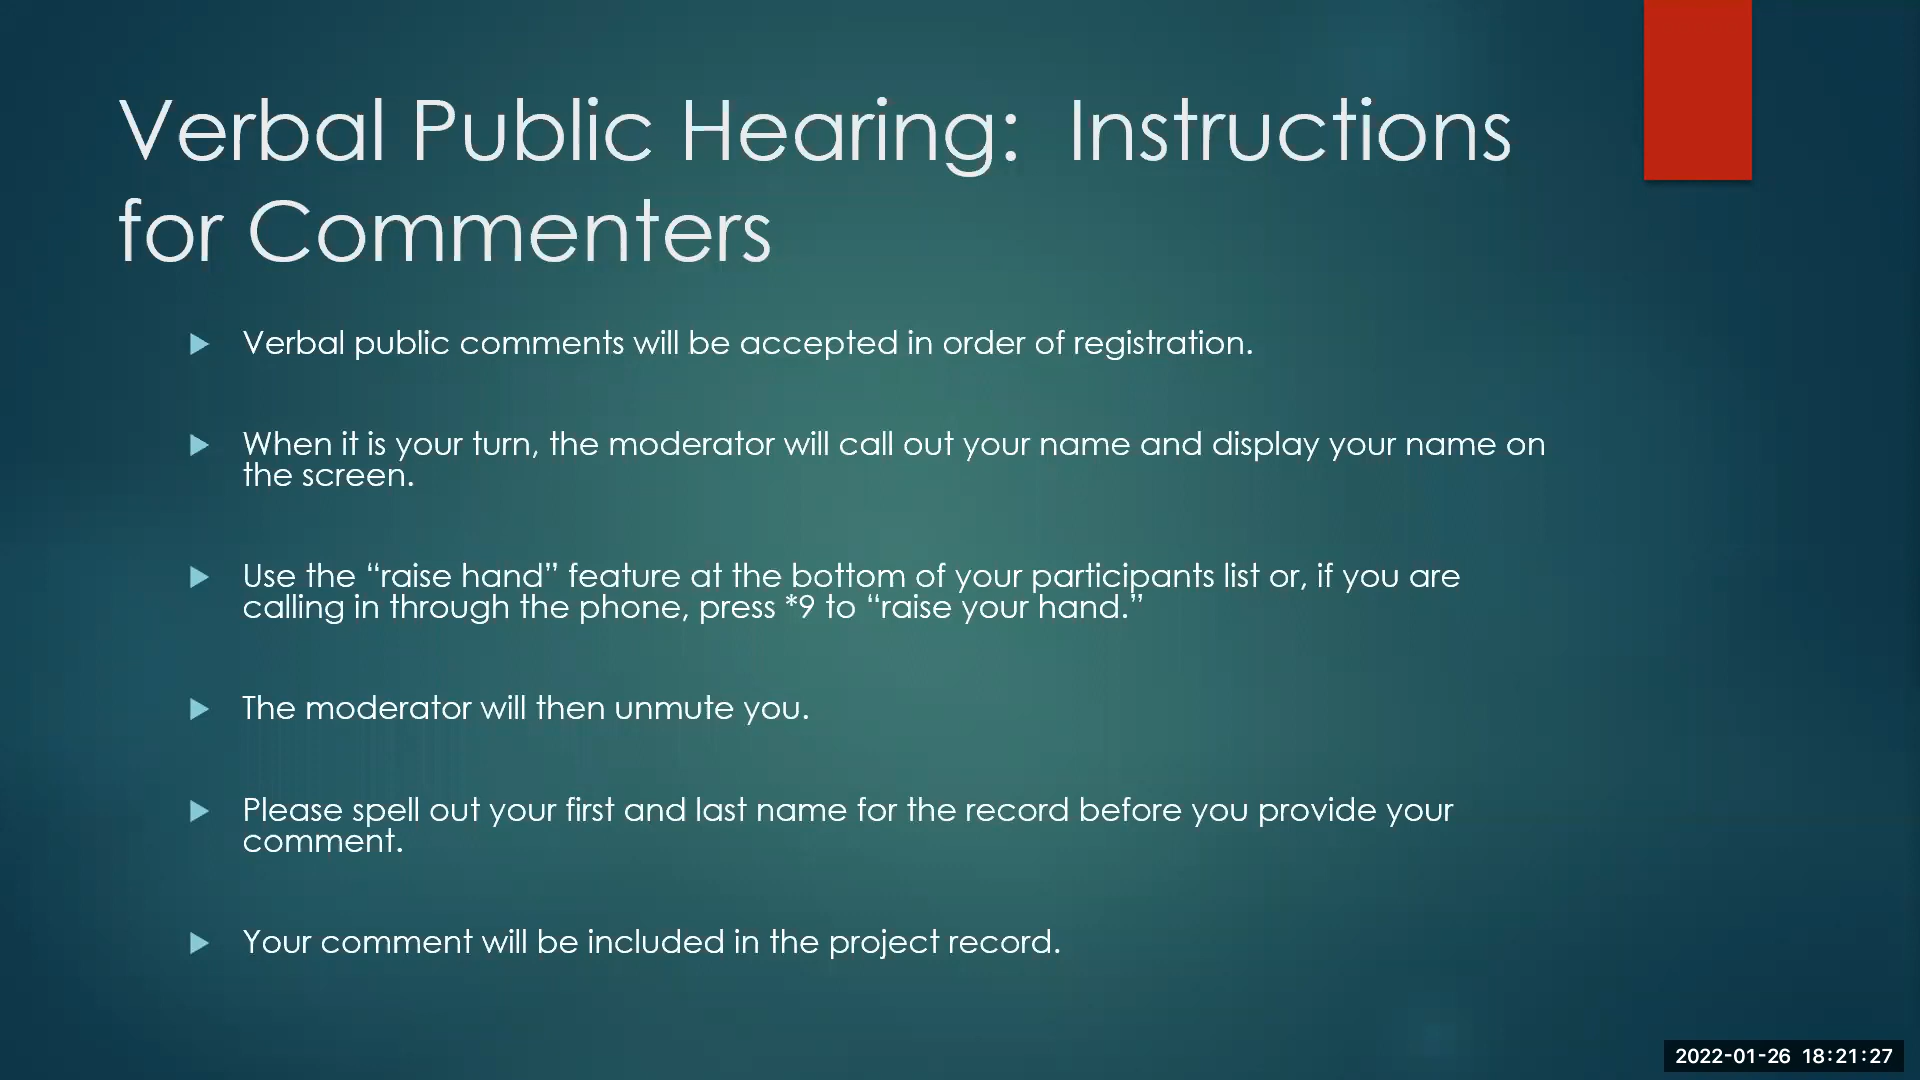 Verbal Public Hearing:  Instructions
for Commenters
Verbal public comments will be accepted in order of registration.
When it is your turn, the moderator will call out your name and display your name on
the screen.
Use the “raise hand” feature at the bottom of your participants list or, if you are
calling in through the phone, press *9 to “raise your hand.”
The moderator will then unmute you.
Please spell out your first and last name for the record before you provide your
comment.
Your comment will be included in the project record.
2022-01-26 18:21:27